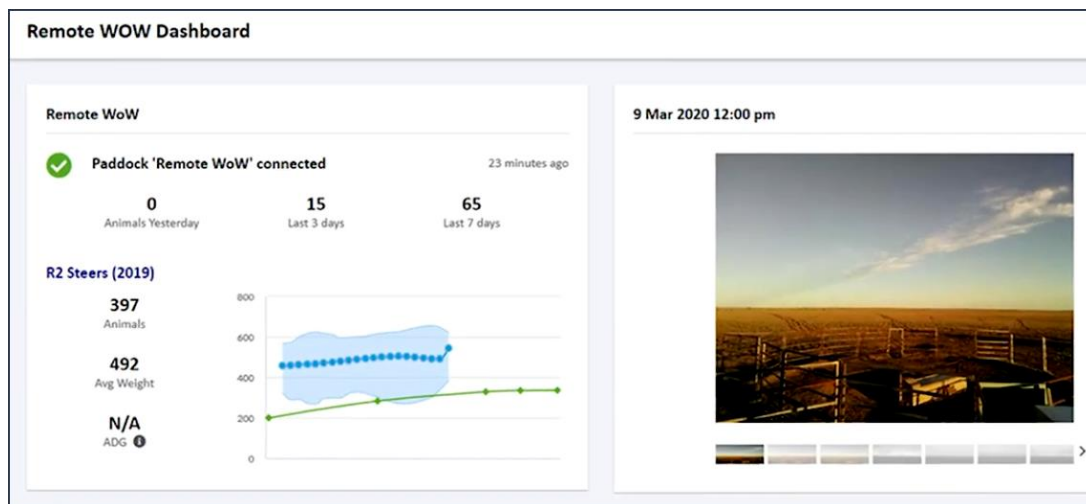 Remote WOW Dashboard
Remote WoW
Paddock 'Remote WoW' connected
23 minutes ago
0
15
65
Animals Yesterday
Last 3 days
Last 7 days
R2 Steers (2019)
397
Animals
492
Avg Weight
N/A
ADG
800
600
400
200
0
9 Mar 2020 12:00 pm